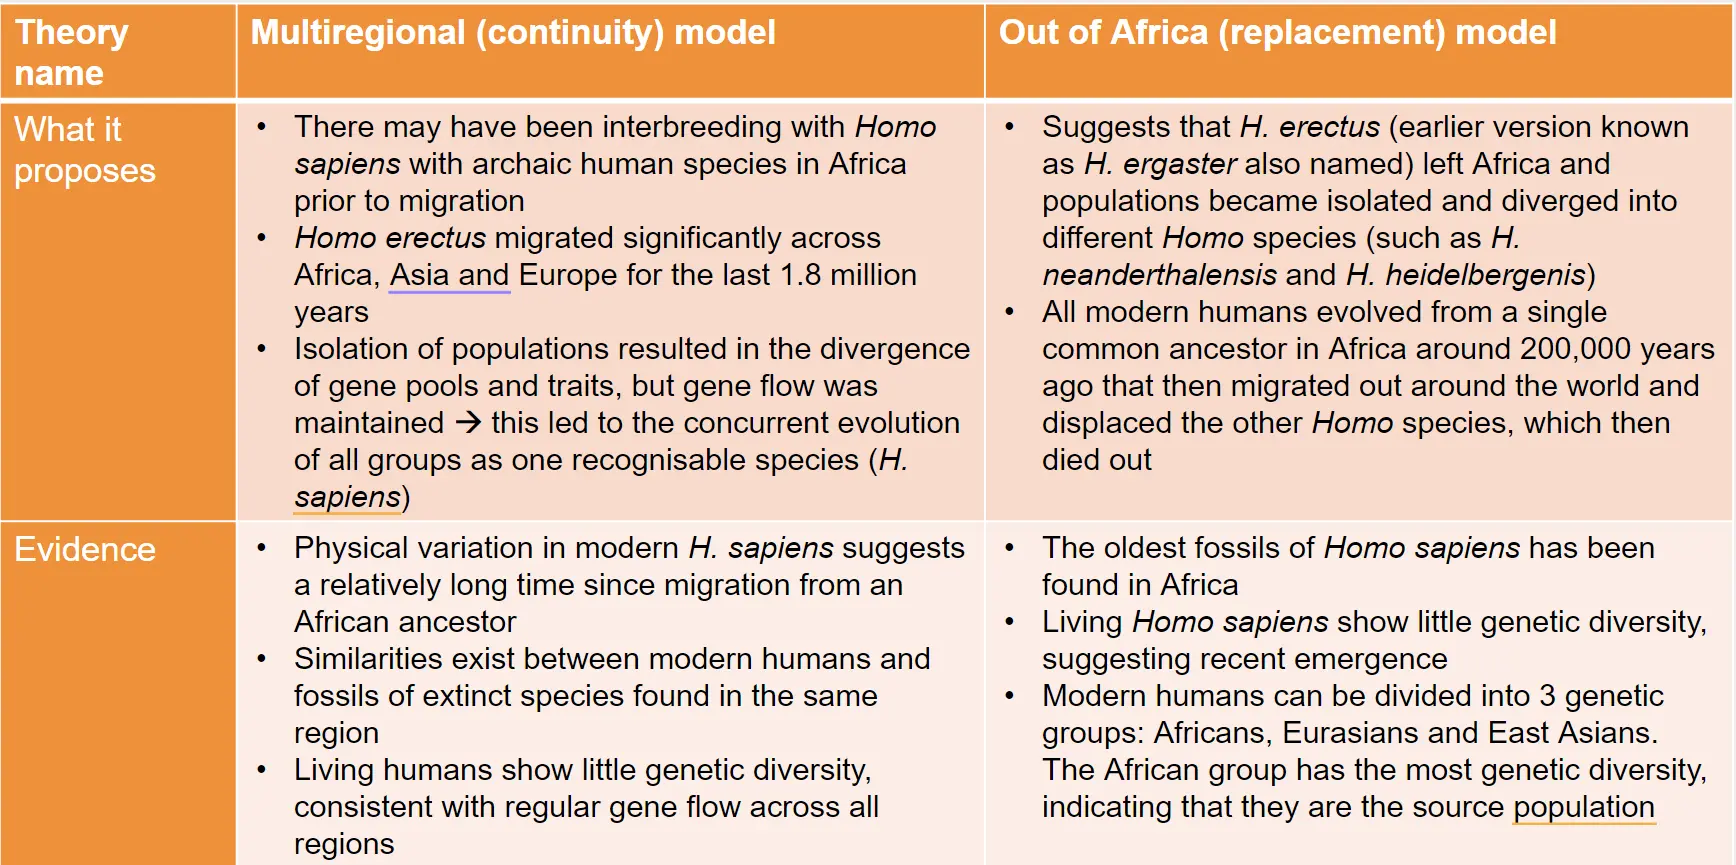 Theory
name
Multiregional (continuity) model
Out of Africa (replacement) model
What it
proposes
• There may have been interbreeding with Homo
sapiens with archaic human species in Africa
prior to migration
• Homo erectus migrated significantly across
Africa, Asia and Europe for the last 1.8 million
years
• Isolation of populations resulted in the divergence
of gene pools and traits, but gene flow was
maintained → this led to the concurrent evolution
of all groups as one recognisable species (H.
sapiens)
• Suggests that H. erectus (earlier version known
as H. ergaster also named) left Africa and
populations became isolated and diverged into
different Homo species (such as H.
neanderthalensis and H. heidelbergenis)
• All modern humans evolved from a single
common ancestor in Africa around 200,000 years
ago that then migrated out around the world and
displaced the other Homo species, which then
died out
Evidence
• Physical variation in modern H. sapiens suggests
a relatively long time since migration from an
African ancestor
• Similarities exist between modern humans and
fossils of extinct species found in the same
region
• Living humans show little genetic diversity,
consistent with regular gene flow across all
regions
• The oldest fossils of Homo sapiens has been
found in Africa
• Living Homo sapiens show little genetic diversity,
suggesting recent emergence
• Modern humans can be divided into 3 genetic
groups: Africans, Eurasians and East Asians.
The African group has the most genetic diversity,
indicating that they are the source population